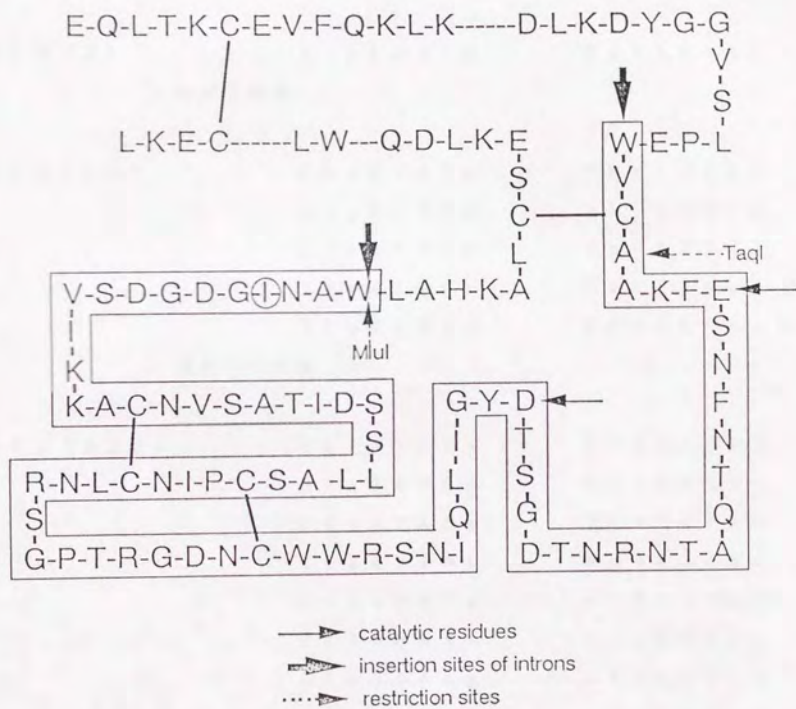 E-Q-L-T-K-C-E-V-F-Q-K-L-K-----D-L-K-D-Y-G-G
V
S
L-K-E-C------L-W---Q-D-L-K-E
W-E-P-L
V
S
C
C
A
TaqI
L
V-S-D-G-D-G-I-N-A-W-L-A-H-K-A
A-K-F-E
MluI
S
K
N
K-A-C-N-V-S-A-T-I-D-S
G-Y-D
F
S
I
T
N
R-N-L-C-N-I-P-C-S-A L-L
S
T
S
Q
G
Q
G-P-T-R-G-D-N-C-W-W-R-S-N-I
D-T-N-R-N-T-A
catalytic residues
insertion sites of introns
restriction sites